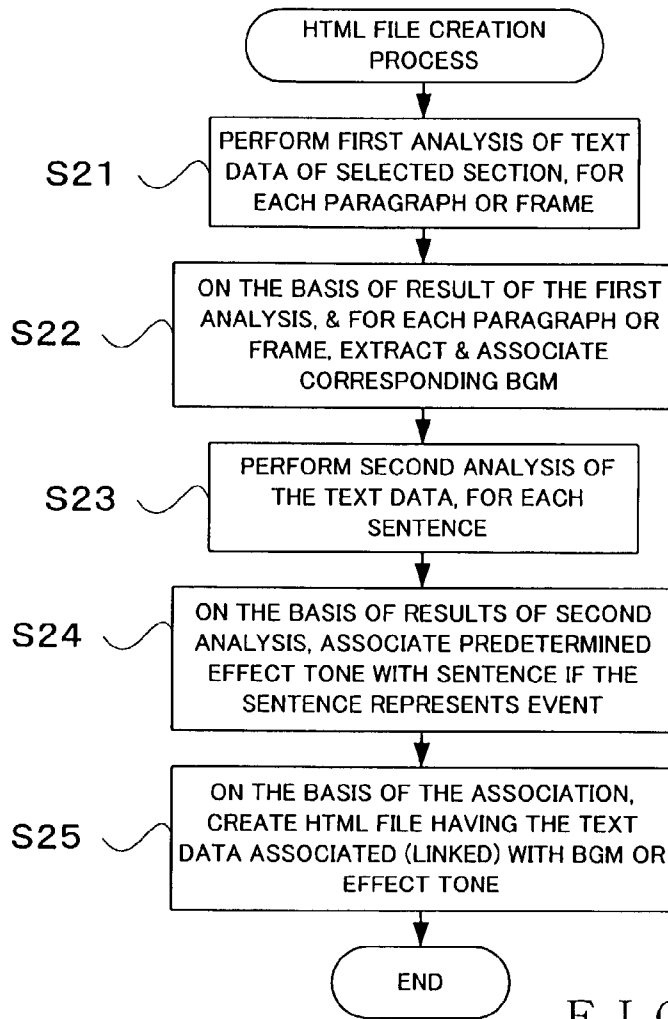 HTML FILE CREATION
PROCESS
S21
PERFORM FIRST ANALYSIS OF TEXT
DATA OF SELECTED SECTION, FOR
EACH PARAGRAPH OR FRAME
S22
ON THE BASIS OF RESULT OF THE FIRST
ANALYSIS, & FOR EACH PARAGRAPH OR
FRAME, EXTRACT & ASSOCIATE
CORRESPONDING BGM
S23
PERFORM SECOND ANALYSIS OF
THE TEXT DATA, FOR EACH
SENTENCE
S24
ON THE BASIS OF RESULTS OF SECOND
ANALYSIS, ASSOCIATE PREDETERMINED
EFFECT TONE WITH SENTENCE IF THE
SENTENCE REPRESENTS EVENT
S25
ON THE BASIS OF THE ASSOCIATION,
CREATE HTML FILE HAVING THE TEXT
DATA ASSOCIATED (LINKED) WITH BGM OR
EFFECT TONE
END